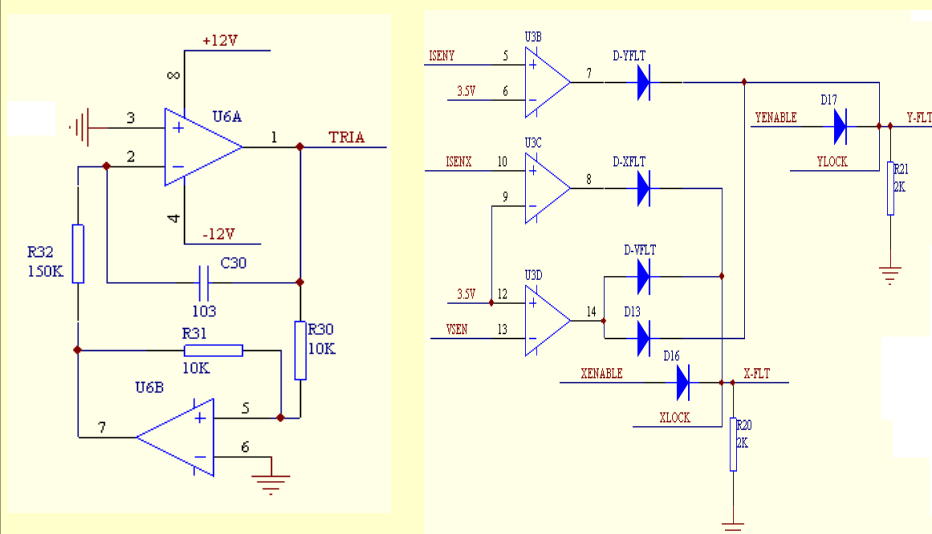 +12V
8
3
U6A
1
TRIA
2
4
-12V
R32
150K
C30
103
R31
10K
R30
10K
U6B
5
7
6
U3B
ISENY
5
D-YFLT
7
3.5V
6
D17
YENABLE
Y-FLT
YLOCK
R21
2K
U3C
ISENX
10
D-XFLT
8
9
D-VFLT
U3D
3.5V
12
14
VSEN
13
D13
D16
XENABLE
X-FLT
XLOCK
R20
2K